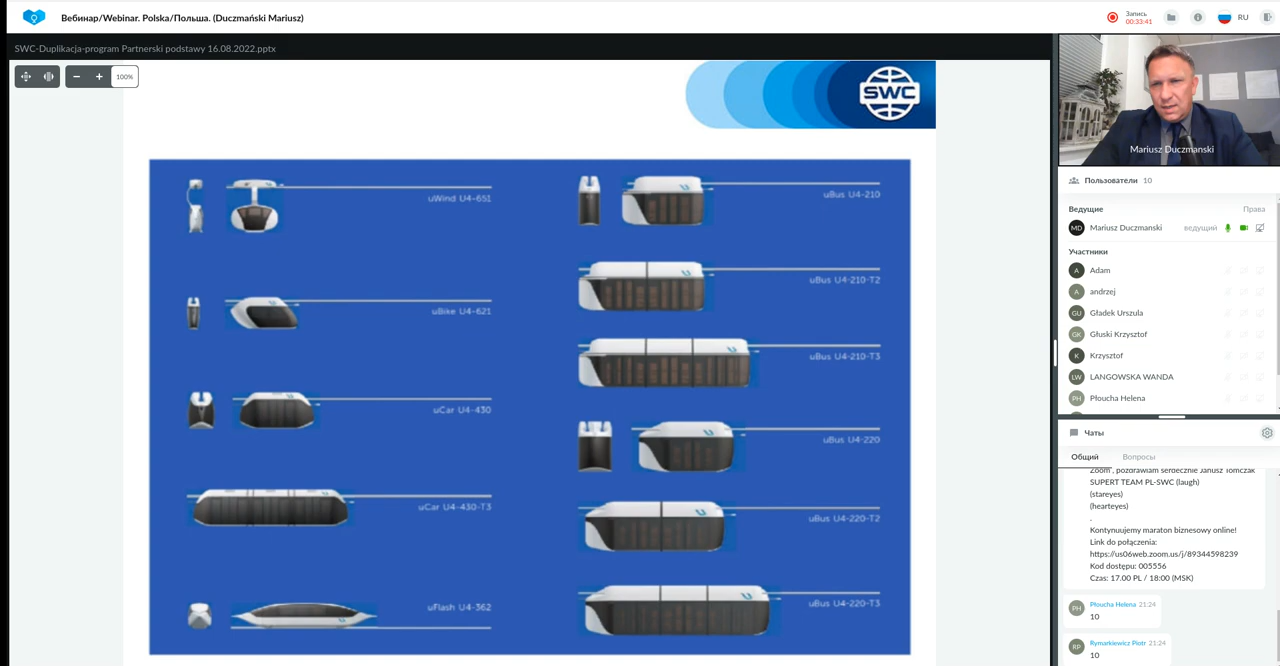 Вебинар/Webinar. Polska/Польша. (Duczmański Mariusz)
Запись
00:33:41
RU
SWC-Duplikacja-program Partnerski podstawy 16.08.2022.pptx
100%
SWC
uWind U4-651
uBike U4-621
uCar U4-430
uCar U4-430-T3
uFlash U4-362
uBus U4-210
uBus U4-210-T2
uBus U4-210-T3
uBus U4-220
uBus U4-220-T2
uBus U4-220-T3
Mariusz Duczmanski
Пользователи 10
Ведущие Права
MD Mariusz Duczmanski ведущий
Участники
A Adam
A andrzej
GU Gładek Urszula
GK Głuski Krzysztof
K Krzysztof
LW LANGOWSKA WANDA
PH Płoucha Helena
Чаты
Общий Вопросы
Zoom', pozdrawiam serdecznie Janusz Tomczak
SUPERT TEAM PL-SWC (laugh)
(stareyes)
(hearteyes)
.
Kontynuujemy maraton biznesowy online!
Link do połączenia:
https://us06web.zoom.us/j/89344598239
Kod dostępu: 005556
Czas: 17.00 PL / 18:00 (MSK)
PH Płoucha Helena 21:24
10
RP Rymarkiewicz Piotr 21:24
10